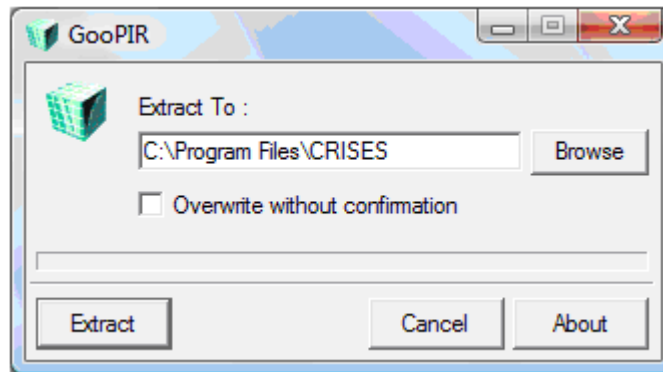 GooPIR
Extract To :
C:\Program Files\CRISES
Browse
Overwrite without confirmation
Extract
Cancel
About